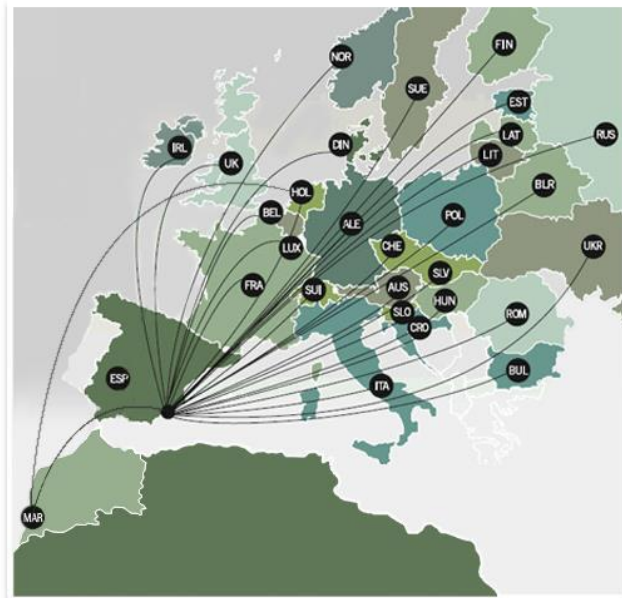 NOR
FIN
SUE
EST
IRL
UK
DIN
LAT
RUS
LIT
HOL
BLR
BEL
ALE
POL
LUX
CHE
UKR
FRA
SUI
AUS
SLV
HUN
SLO
CRO
ROM
ESP
ITA
BUL
MAR